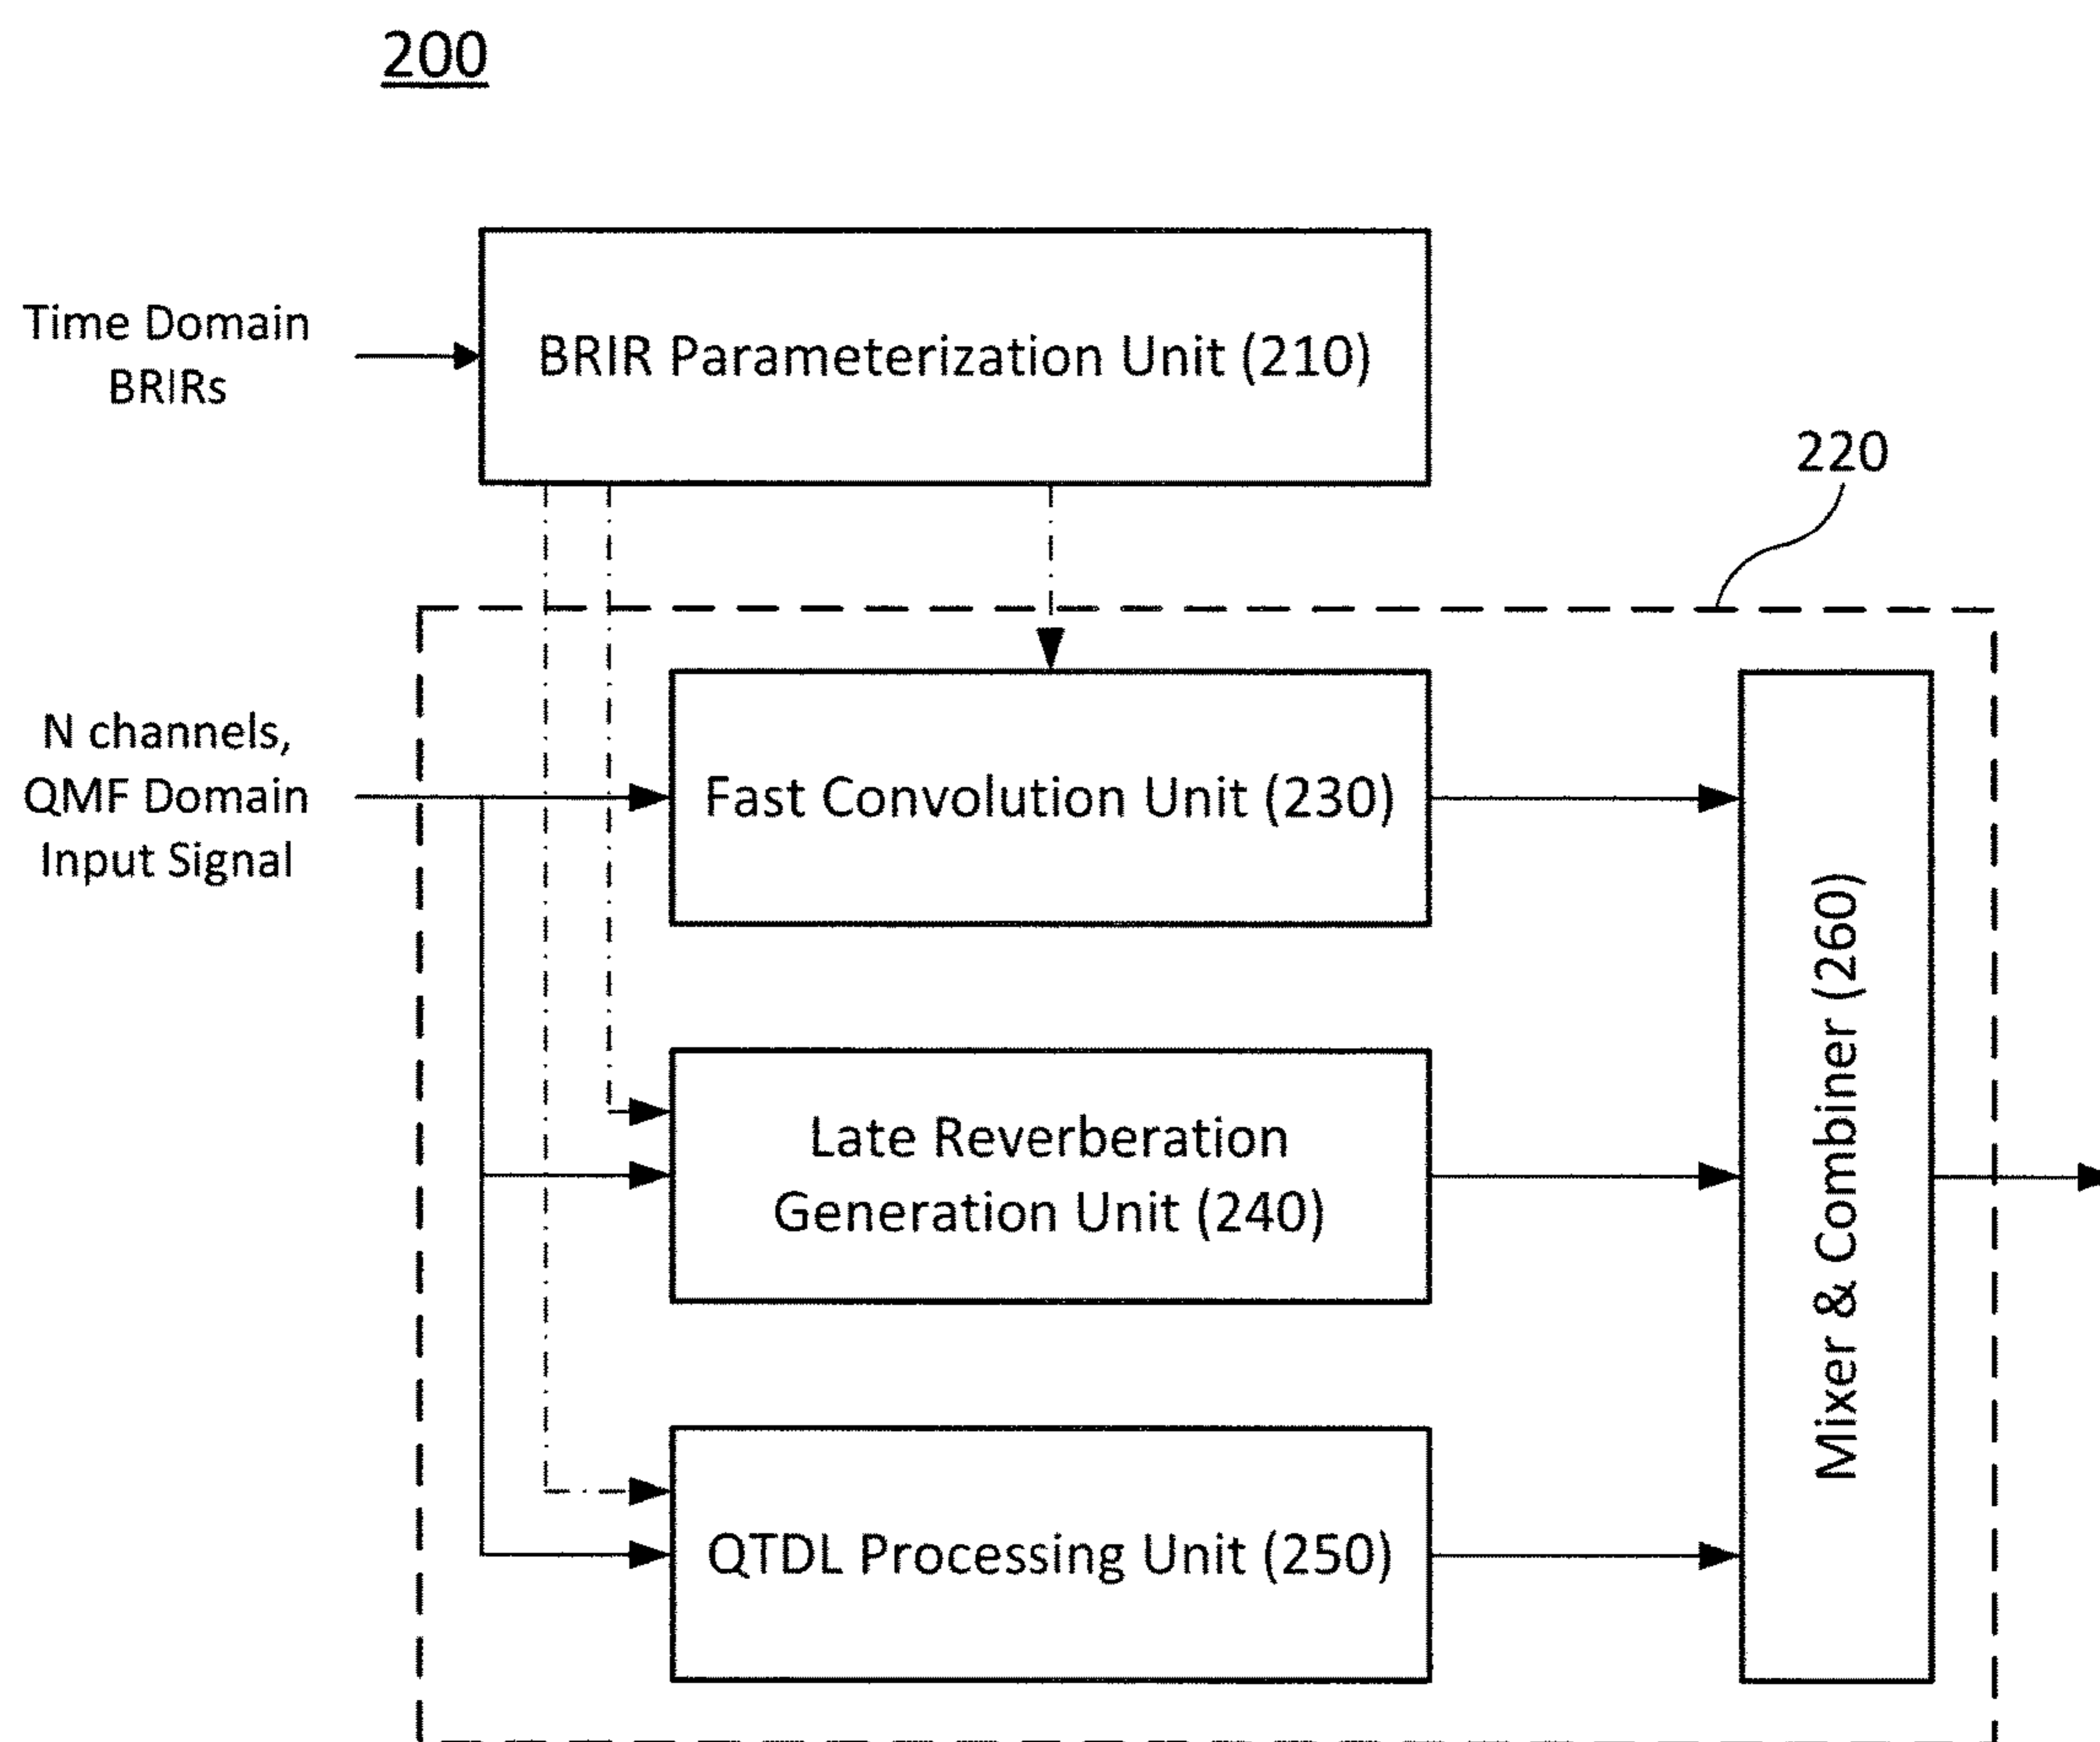 200
Time Domain
BRIRs
BRIR Parameterization Unit (210)
220
N channels,
QMF Domain
Input Signal
Fast Convolution Unit (230)
Late Reverberation
Generation Unit (240)
QTDL Processing Unit (250)
Mixer & Combiner (260)